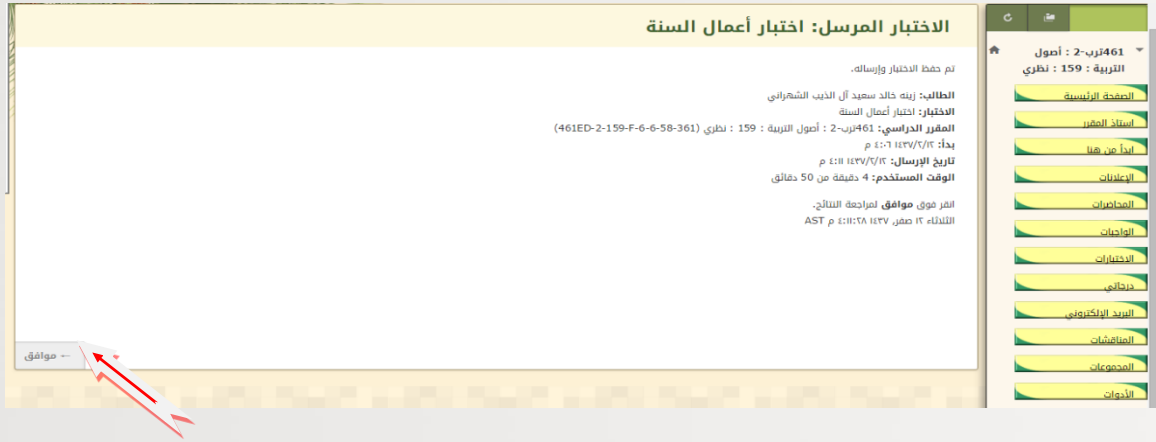 الاختبار المرسل: اختبار أعمال السنة
تم حفظ الاختبار وإرساله.
الطالب: زينه خالد سعيد آل الذيب الشهراني
الاختبار: اختبار أعمال السنة
المقرر الدراسي: 461ترب-2 : أصول التربية : 159 : نظري (461ED-2-159-F-6-6-58-361)
بدأ: ١٤٣٧/٢/١٢ ٤:٠٦ م
تاريخ الإرسال: ١٤٣٧/٢/١٢ ٤:١١ م
الوقت المستخدم: 4 دقيقة من 50 دقائق
انقر فوق موافق لمراجعة النتائج.
الثلاثاء ١٢ صفر, ١٤٣٧ ٤:١١:٢٨ م AST
← موافق
461ترب-2 : أصول
التربية : 159 : نظري
الصفحة الرئيسية
استاذ المقرر
ابدأ من هنا
الإعلانات
المحاضرات
الواجبات
الاختبارات
درجاتي
البريد الإلكتروني
المناقشات
المجموعات
الأدوات